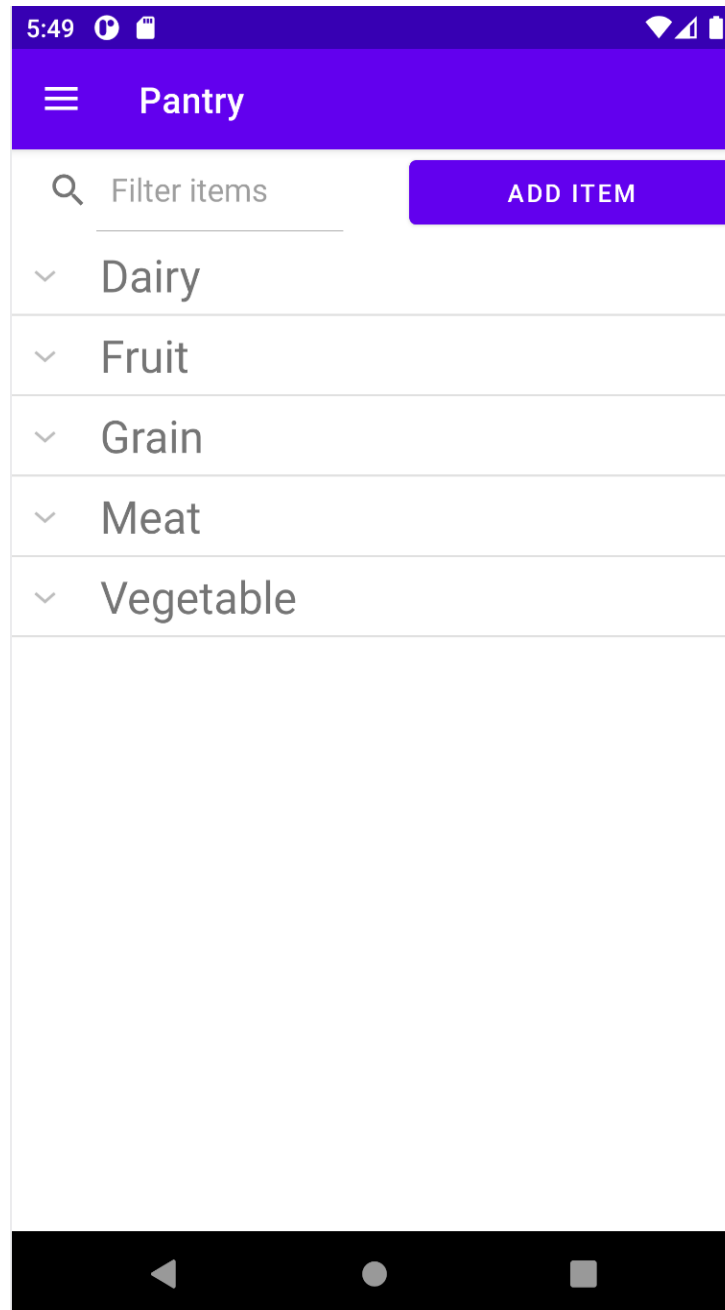 5:49
Pantry
Filter items ADD ITEM
Dairy
Fruit
Grain
Meat
Vegetable